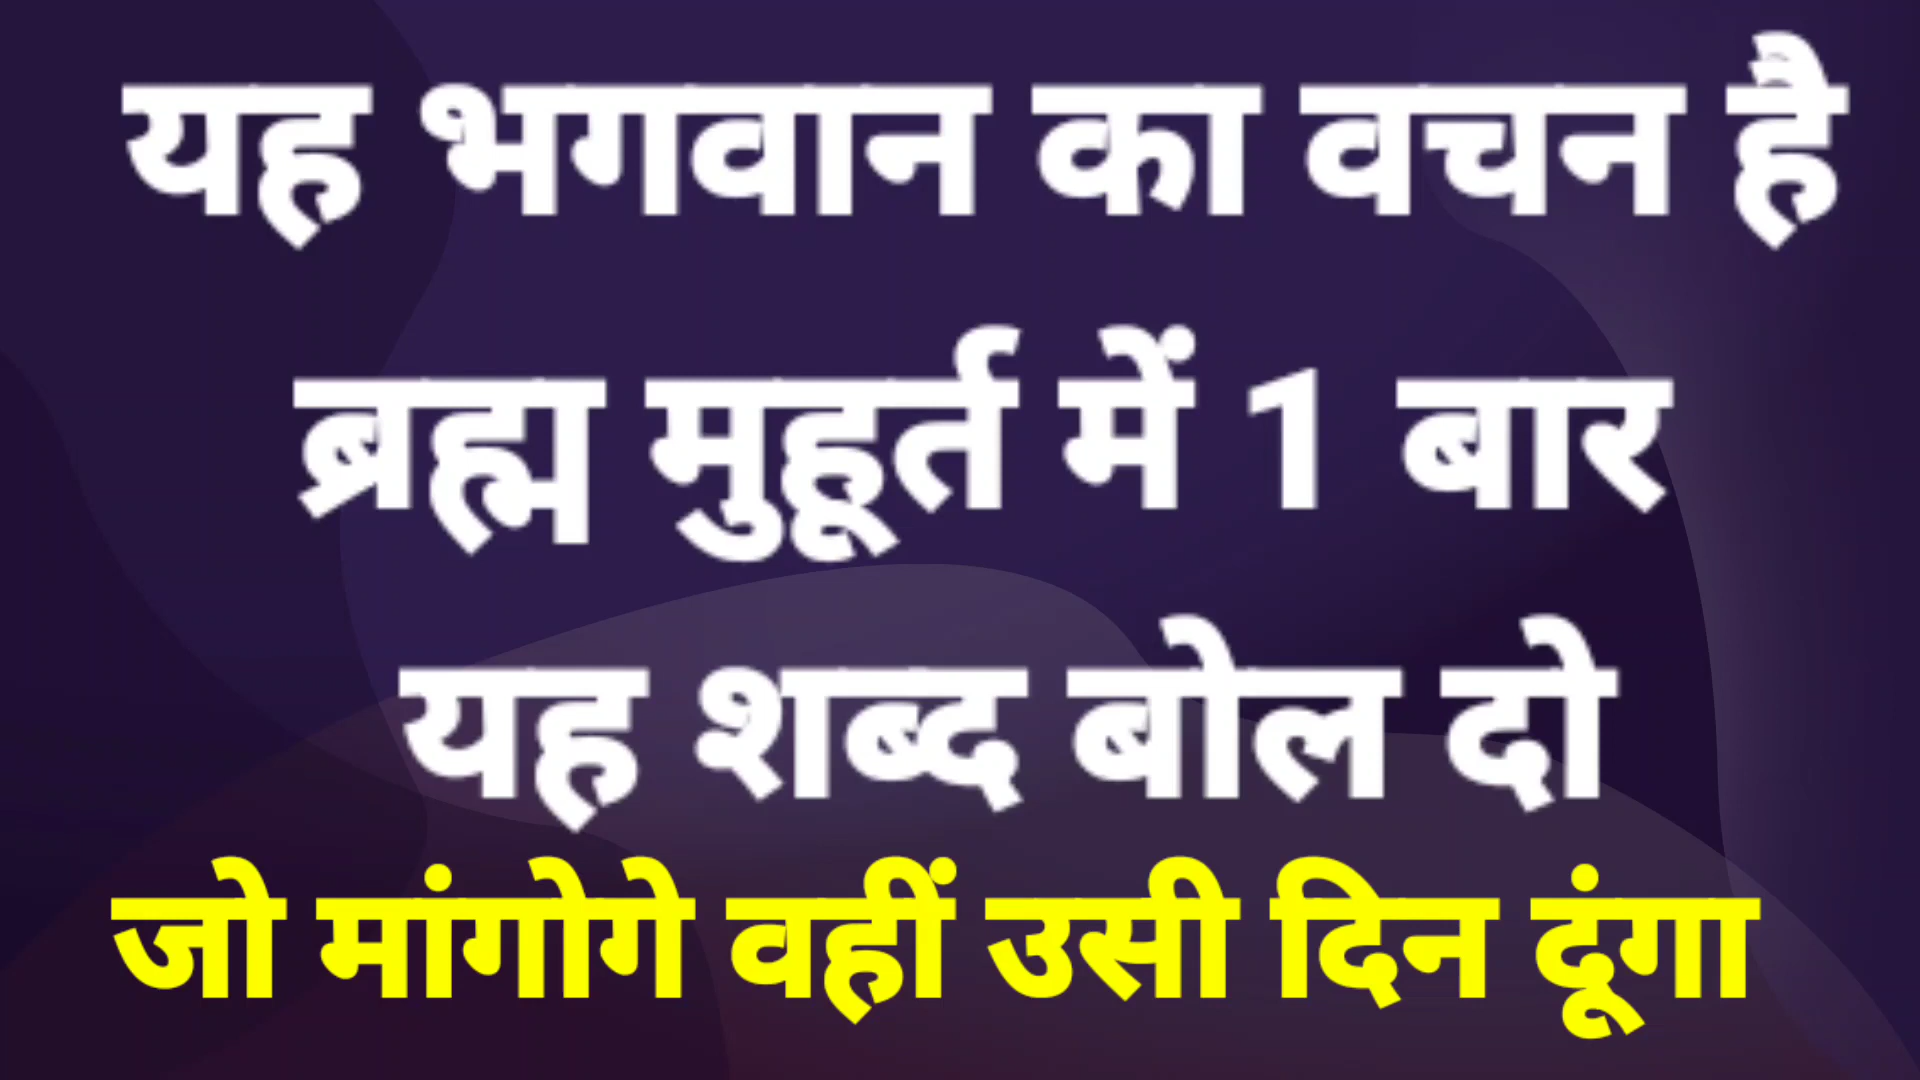 यह भगवान का वचन है
ब्रह्म मुहूर्त में 1 बार
यह शब्द बोल दो
जो मांगोगे वहीं उसी दिन दूंगा